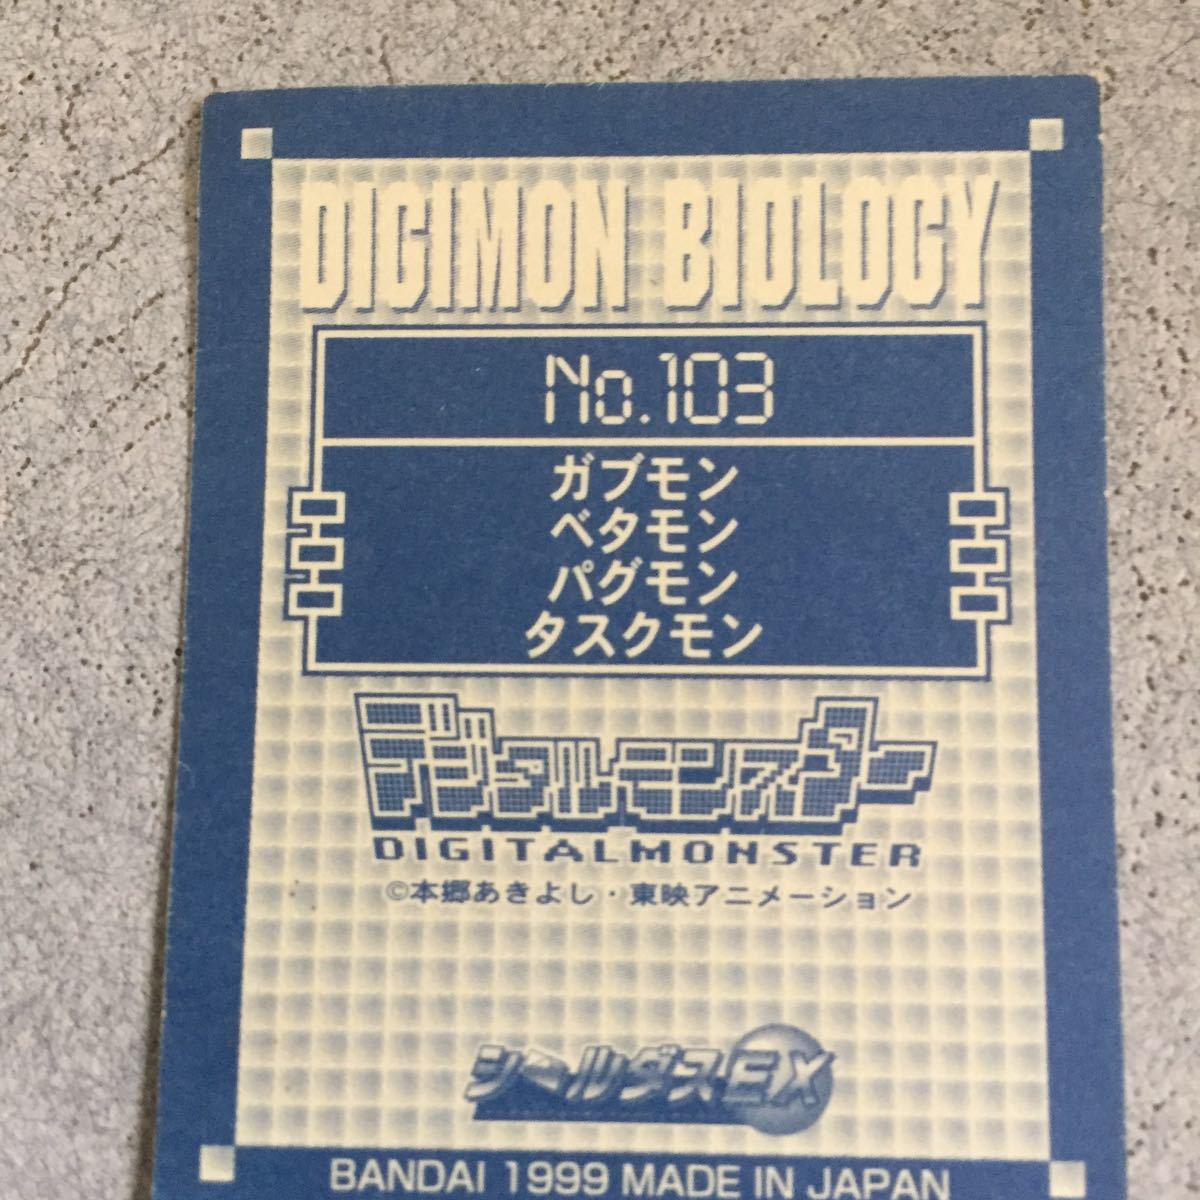 DIGIMON BIOLOGY
No.103
ガブモン
ベタモン
パグモン
タスクモン
デジタルモンスター
DIGITALMONSTER
©本郷あきよし・東映アニメーション
シールダスEX
BANDAI 1999 MADE IN JAPAN